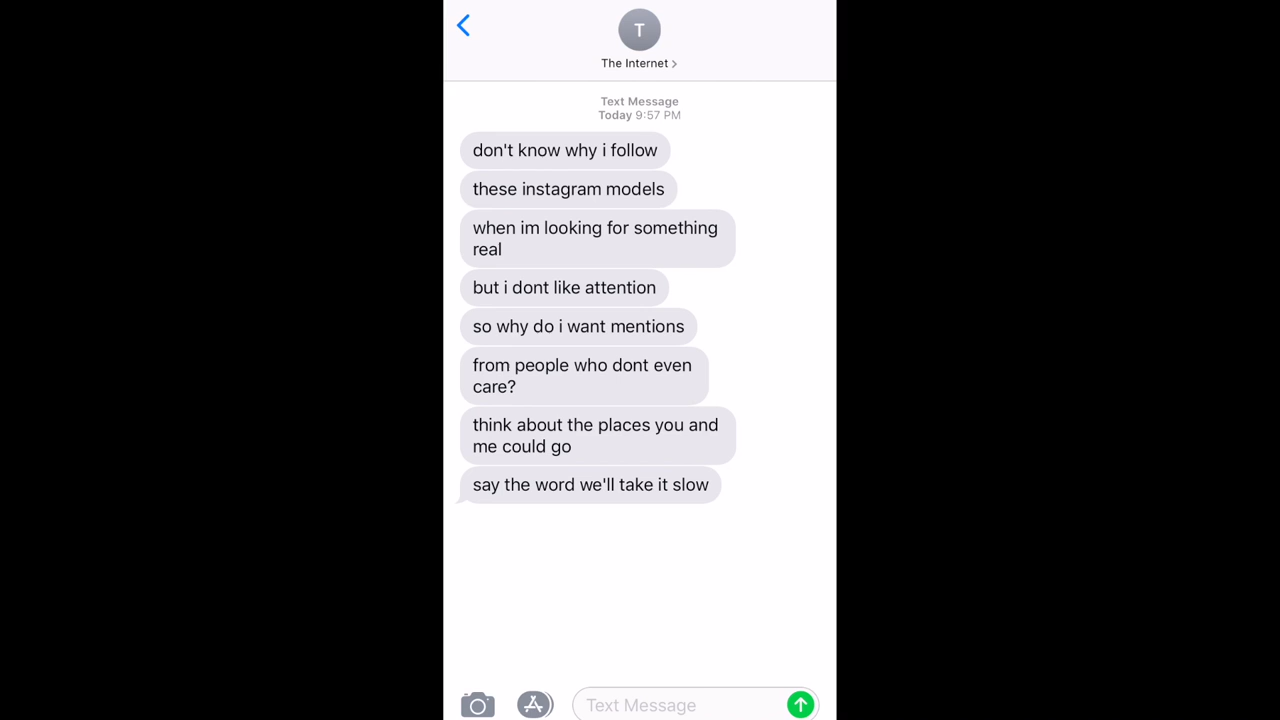 T
The Internet >
Text Message
Today 9:57 PM
don't know why i follow
these instagram models
when im looking for something
real
but i dont like attention
so why do i want mentions
from people who dont even
care?
think about the places you and
me could go
say the word we'll take it slow
Text Message